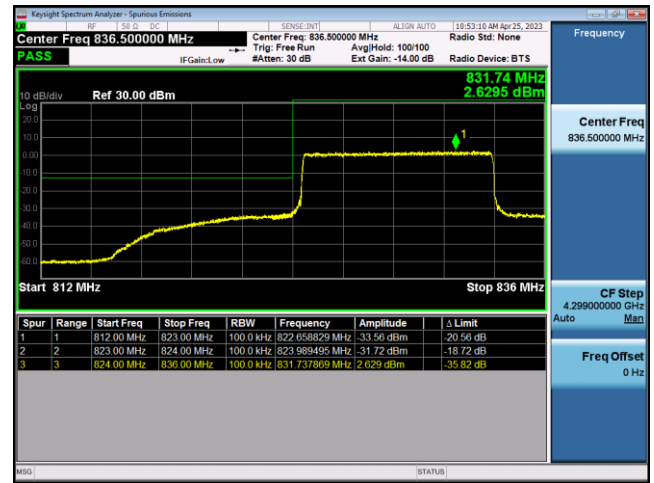 Keysight Spectrum Analyzer - Spurious Emissions
RF 50 Ω DC SENSE:INT ALIGN AUTO 10:53:10 AM Apr 25, 2023
Center Freq 836.500000 MHz Center Freq: 836.500000 MHz Radio Std: None
Trig: Free Run Avg|Hold: 100/100
PASS IFGain:Low #Atten: 30 dB Ext Gain: -14.00 dB Radio Device: BTS
Frequency
831.74 MHz
10 dB/div Ref 30.00 dBm 2.6295 dBm
Log
20.0
10.0
1
0.00
-10.0
-20.0
-30.0
-40.0
-50.0
-60.0
Start 812 MHz Stop 836 MHz
Spur Range Start Freq Stop Freq RBW Frequency Amplitude Δ Limit
1 1 812.00 MHz 823.00 MHz 100.0 kHz 822.658829 MHz -33.56 dBm -20.56 dB
2 2 823.00 MHz 824.00 MHz 100.0 kHz 823.989495 MHz -31.72 dBm -18.72 dB
3 3 824.00 MHz 836.00 MHz 100.0 kHz 831.737869 MHz 2.629 dBm -35.82 dB
Center Freq
836.500000 MHz
CF Step
4.299000000 GHz
Auto Man
Freq Offset
0 Hz
MSG STATUS